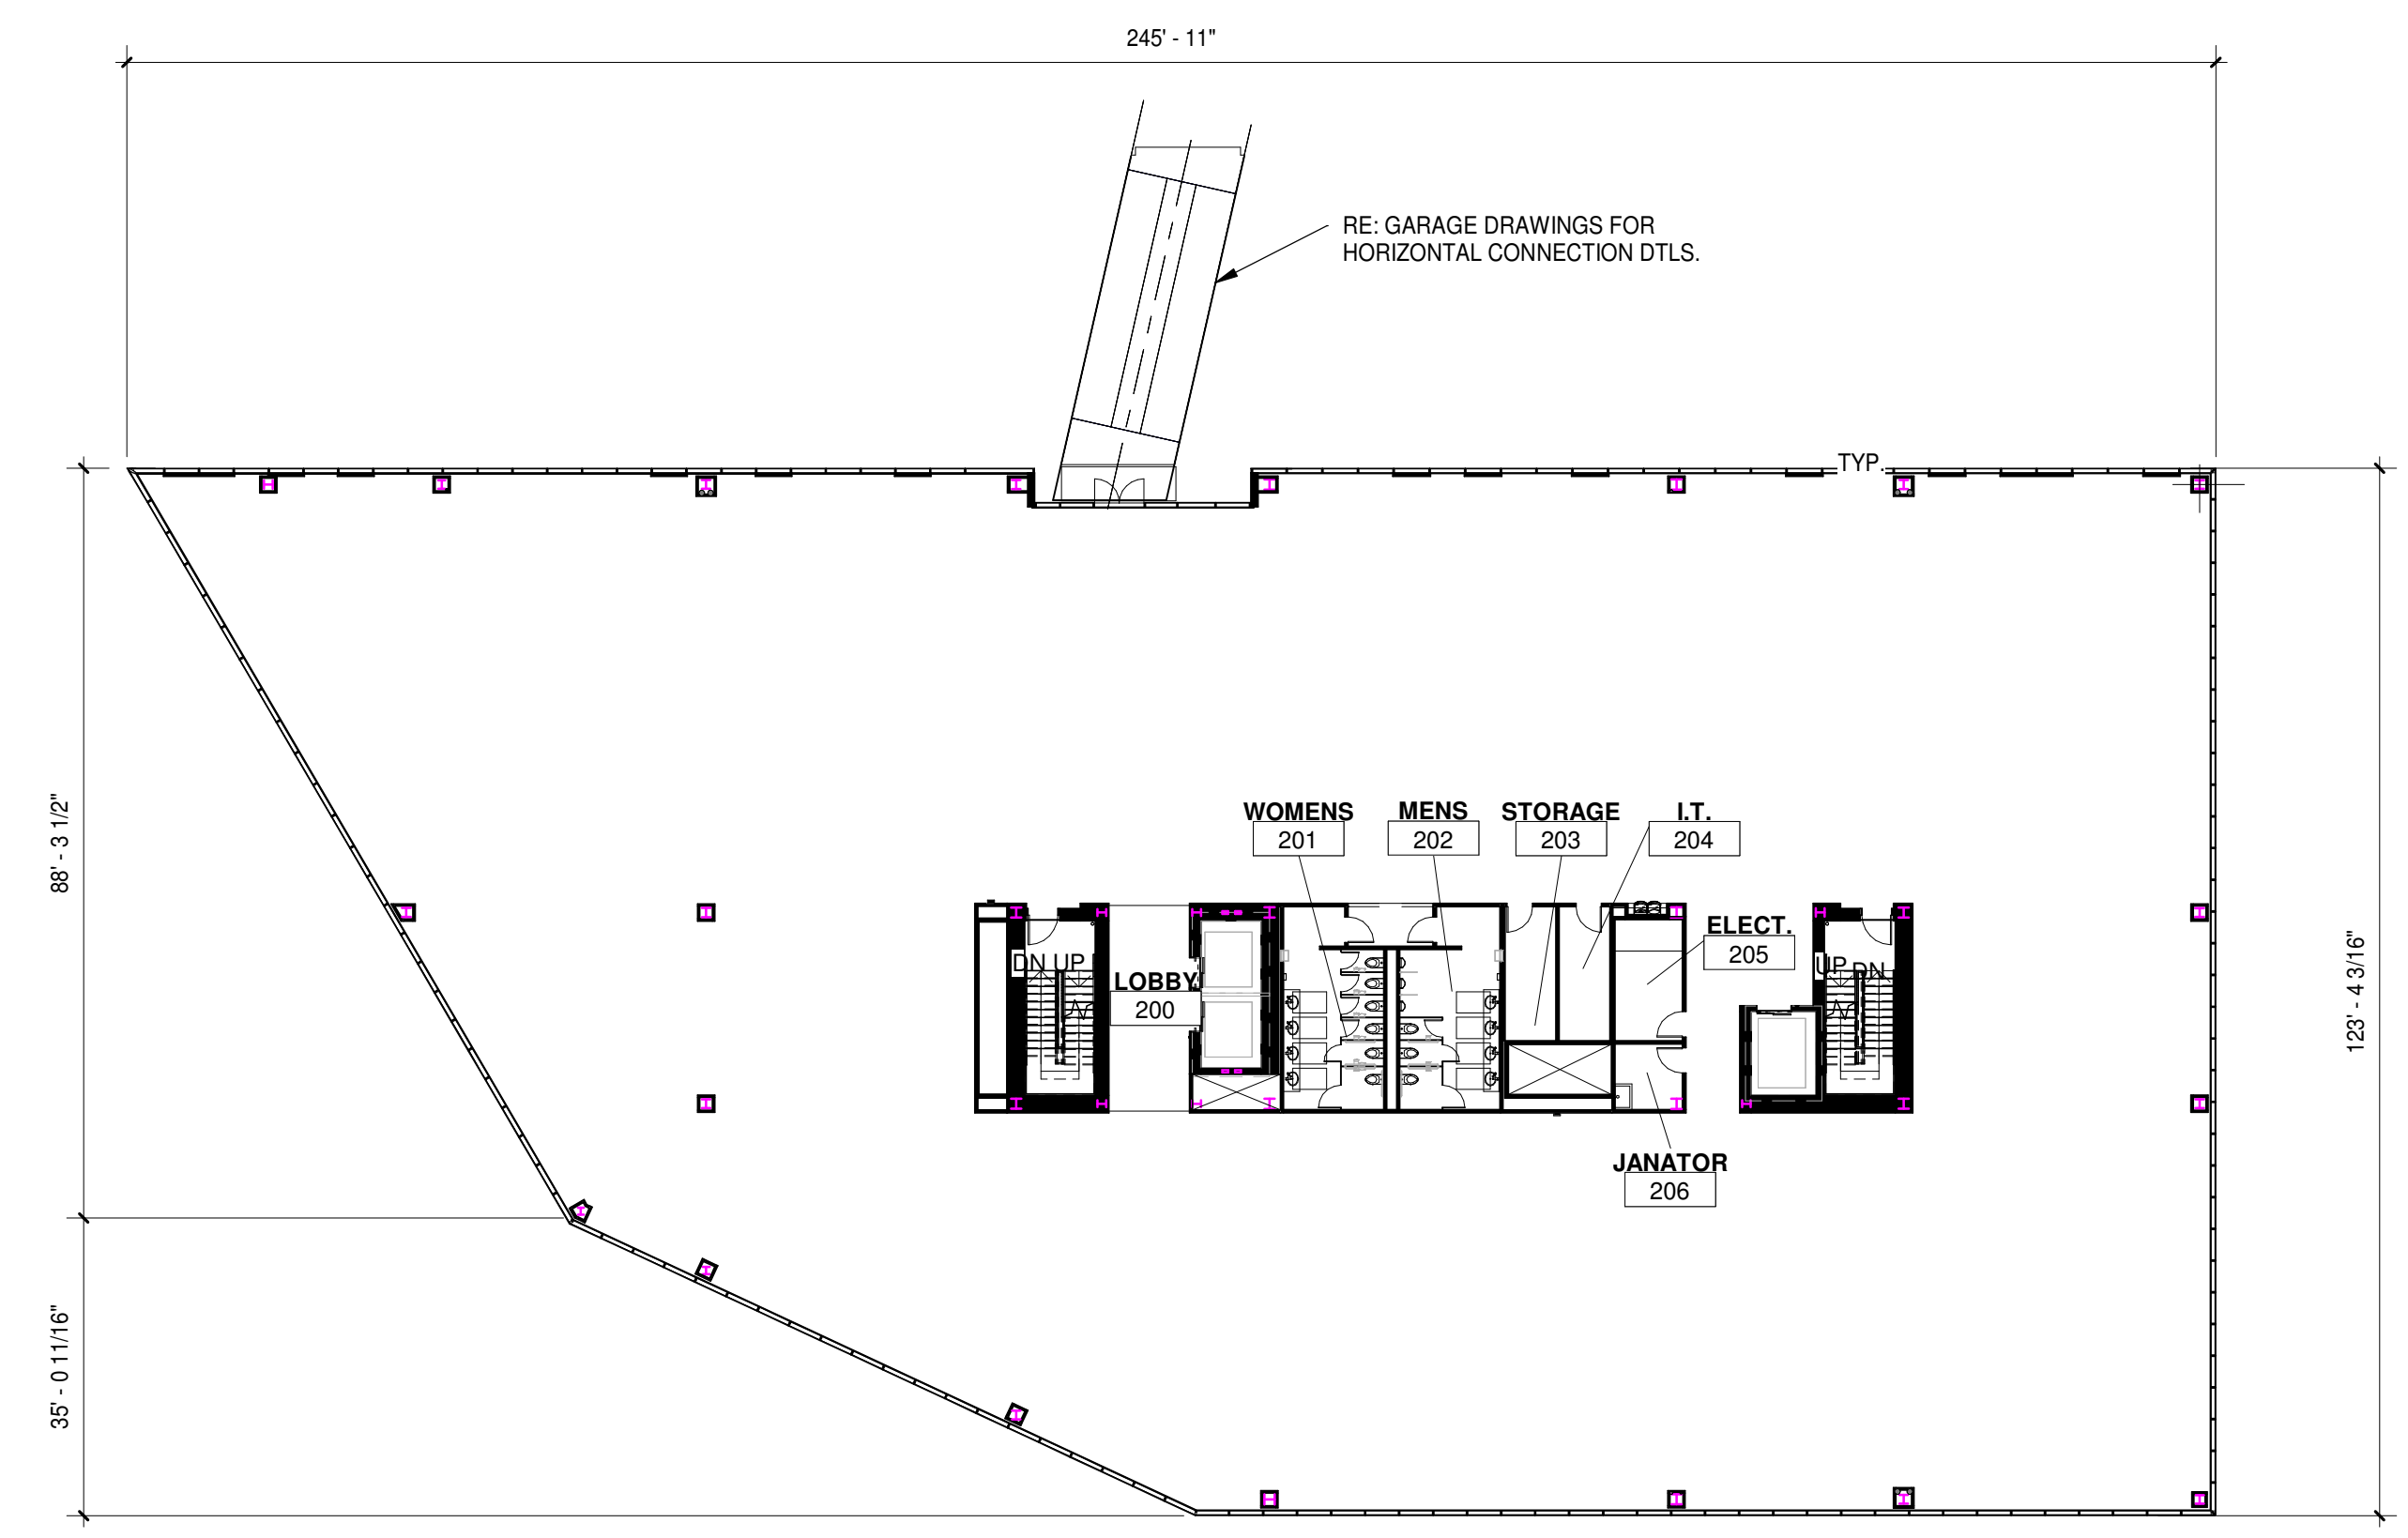 245' - 11"
RE: GARAGE DRAWINGS FOR
HORIZONTAL CONNECTION DTLS.
TYP.
88' - 3 1/2"
WOMENS
201
MENS
202
STORAGE
203
I.T.
204
ELECT.
205
DN UP
LOBBY
200
UP DN
123' - 4 3/16"
JANATOR
206
35' - 0 11/16"